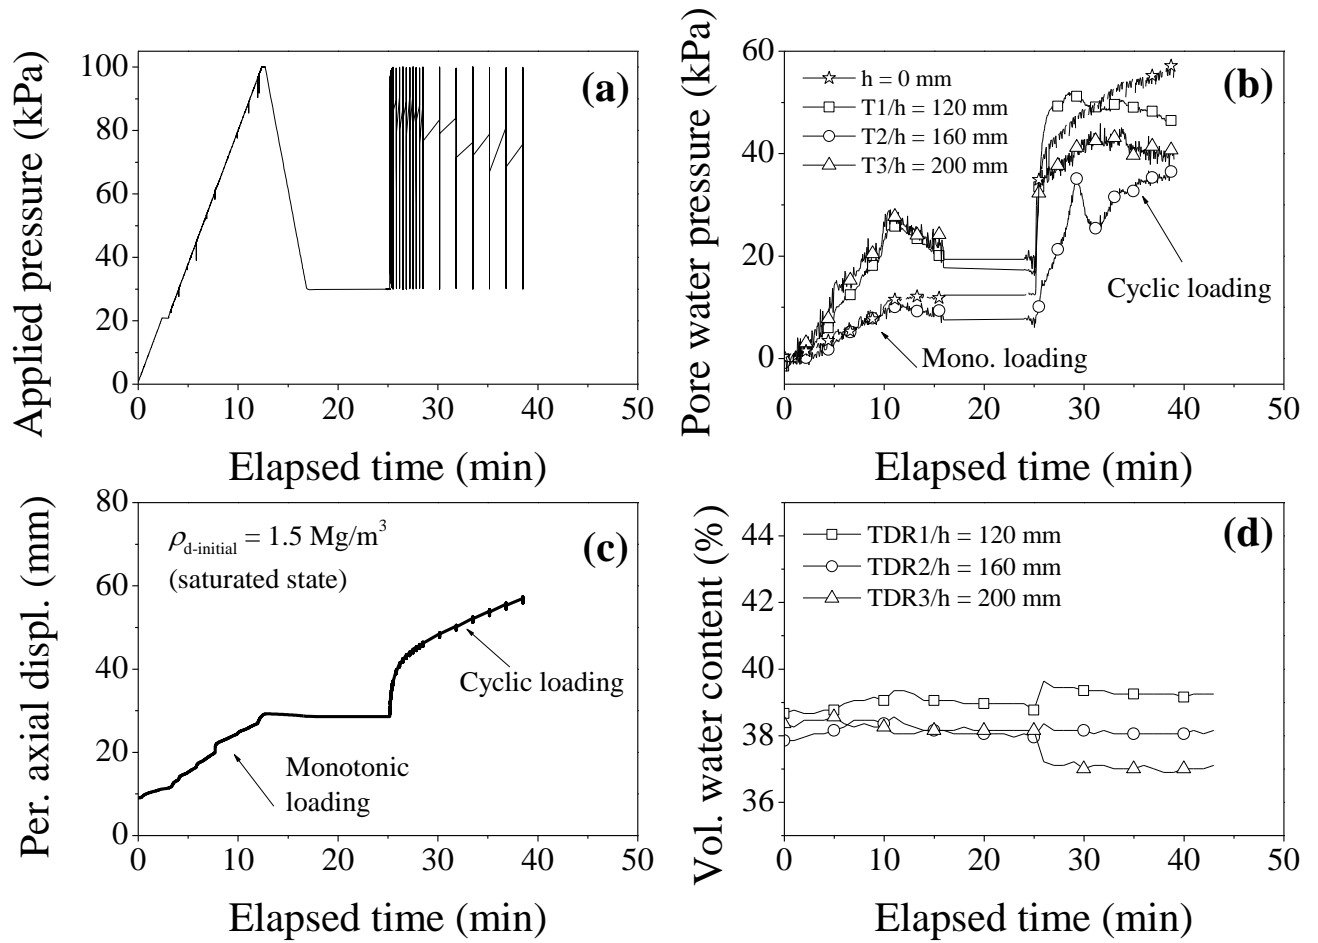 Applied pressure (kPa)
100
80
60
40
20
0
(a)
0 10 20 30 40 50
Elapsed time (min)
Pore water pressure (kPa)
60
40
20
0
h = 0 mm
T1/h = 120 mm
T2/h = 160 mm
T3/h = 200 mm
(b)
Cyclic loading
Mono. loading
0 10 20 30 40 50
Elapsed time (min)
Per. axial displ. (mm)
80
60
40
20
0
ρd-initial = 1.5 Mg/m³
(saturated state)
(c)
Cyclic loading
Monotonic
loading
0 10 20 30 40 50
Elapsed time (min)
Vol. water content (%)
44
42
40
38
36
TDR1/h = 120 mm
TDR2/h = 160 mm
TDR3/h = 200 mm
(d)
0 10 20 30 40 50
Elapsed time (min)